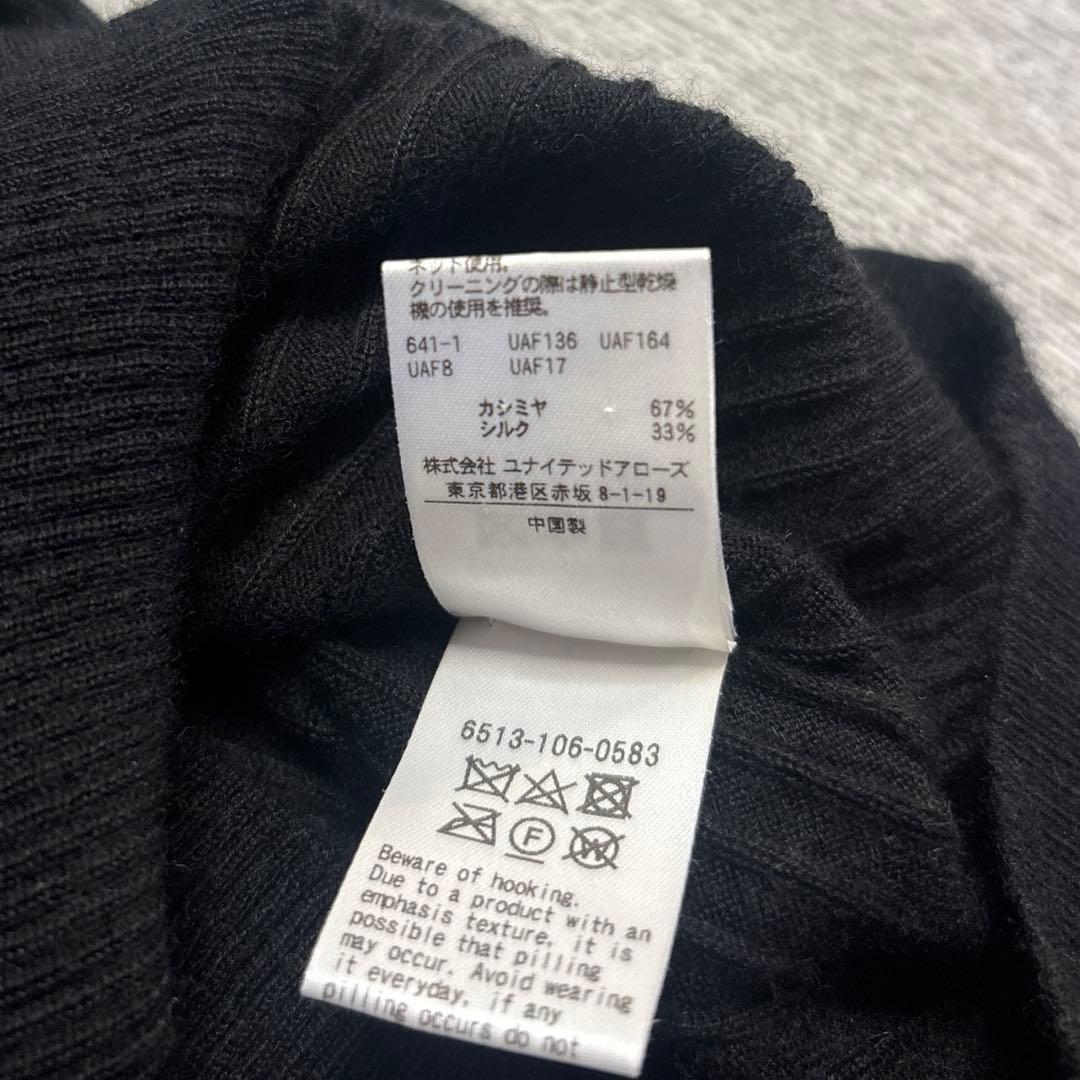 ネット使用。
クリーニングの際は静止型乾燥
機の使用を推奨。
641-1 UAF136 UAF164
UAF8 UAF17
カシミヤ 67%
シルク 33%
株式会社 ユナイテッドアローズ
東京都港区赤坂 8-1-19
中国製
6513-106-0583
F
W
Beware of hooking.
Due to a product with an
emphasis texture, it is
possible that pilling
may occur. Avoid wearing
it everyday, if any
pilling occurs do not